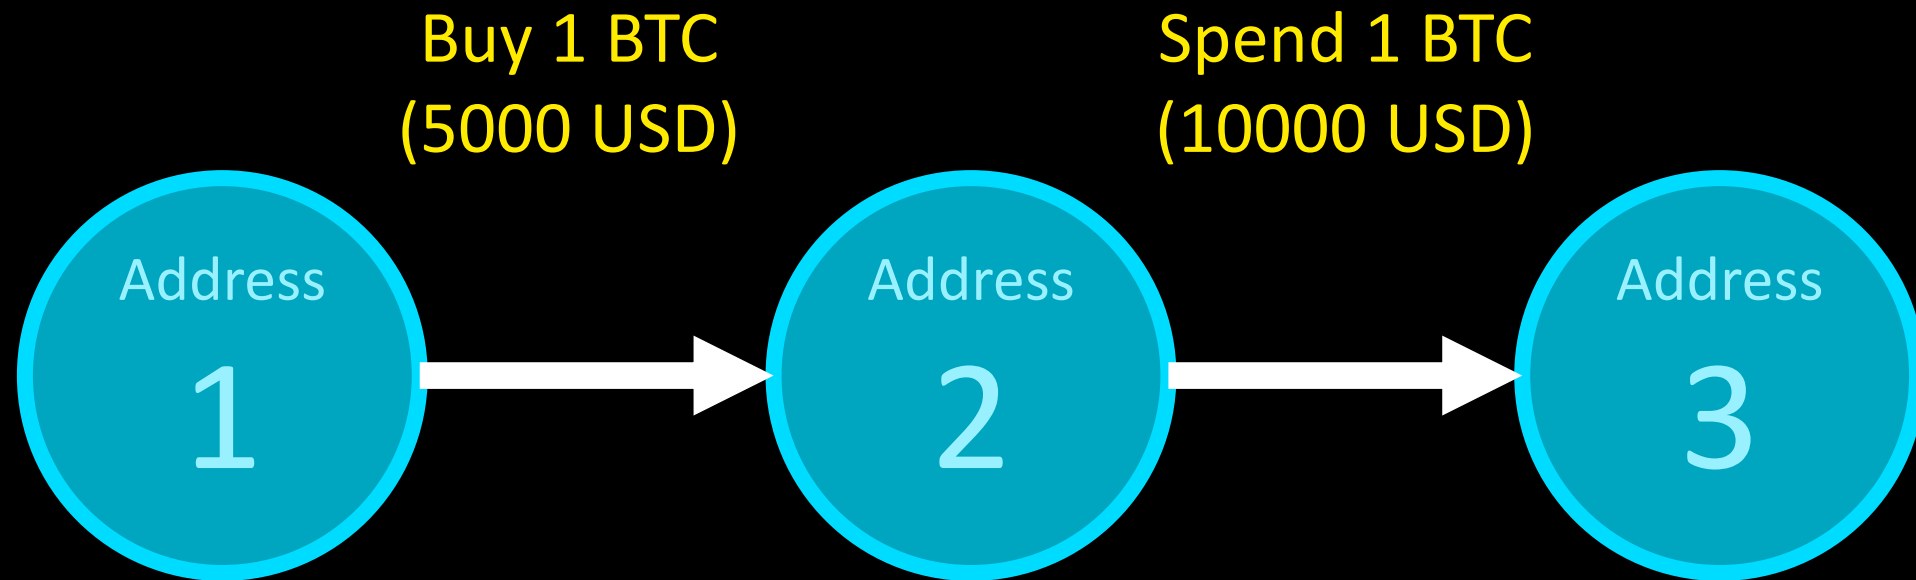 Buy 1 BTC
(5000 USD)
Spend 1 BTC
(10000 USD)
Address
1
Address
2
Address
3